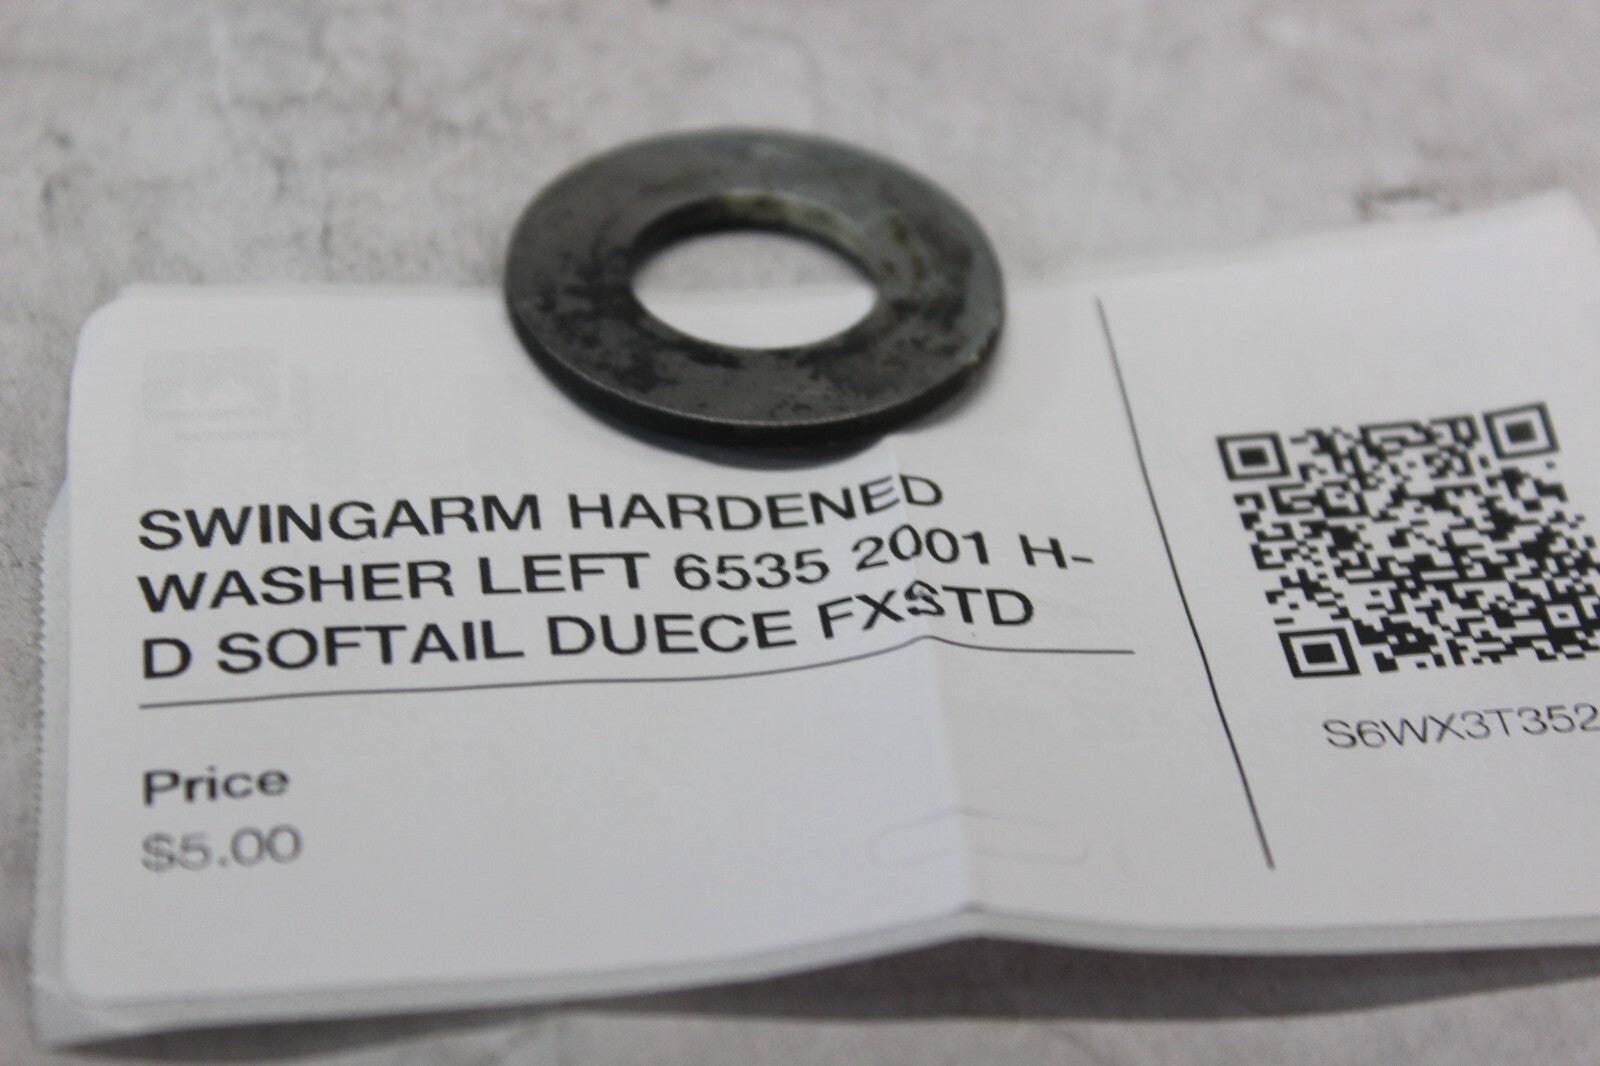 SWINGARM HARDENED
WASHER LEFT 6535 2001 H-
D SOFTAIL DUECE FXSTD
Price
$5.00
S6WX3T352